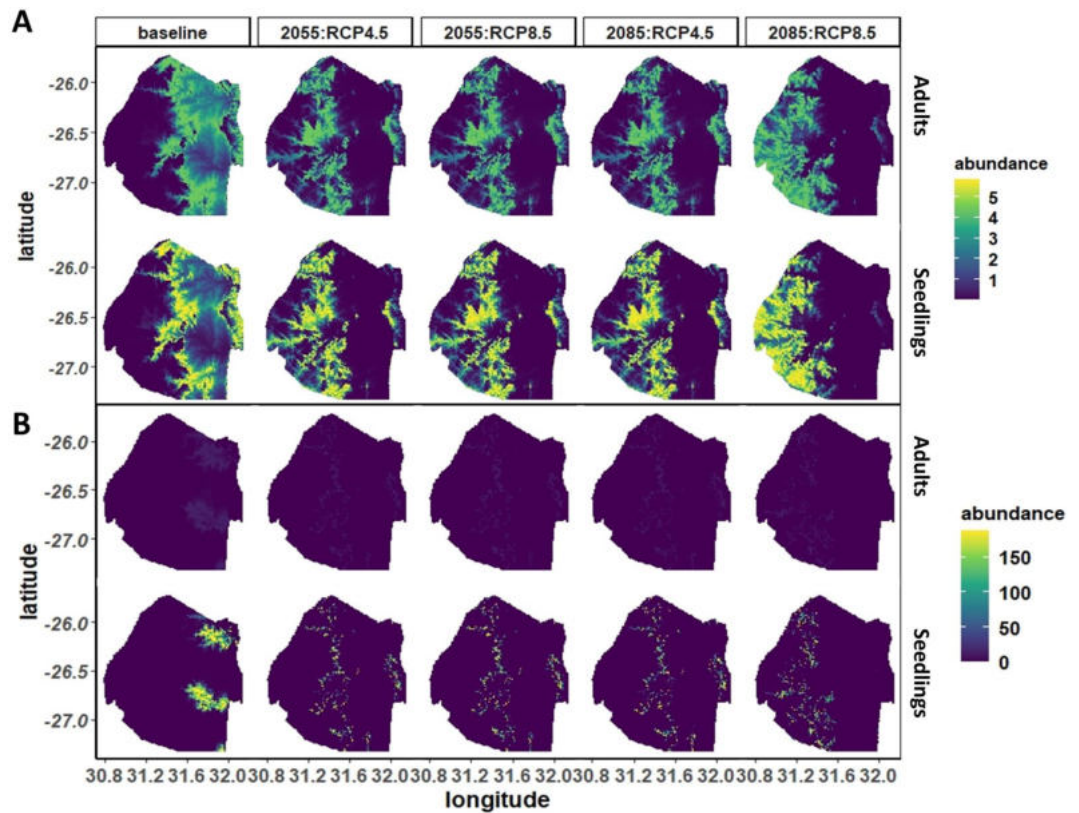 A
baseline 2055:RCP4.5 2055:RCP8.5 2085:RCP4.5 2085:RCP8.5
-26.0
-26.5
-27.0
latitude
Adults
abundance
5
4
3
2
1
-26.0
-26.5
-27.0
Seedlings
B
-26.0
-26.5
-27.0
latitude
Adults
abundance
150
100
50
0
-26.0
-26.5
-27.0
Seedlings
30.8 31.2 31.6 32.0 30.8 31.2 31.6 32.0 30.8 31.2 31.6 32.0 30.8 31.2 31.6 32.0 30.8 31.2 31.6 32.0
longitude